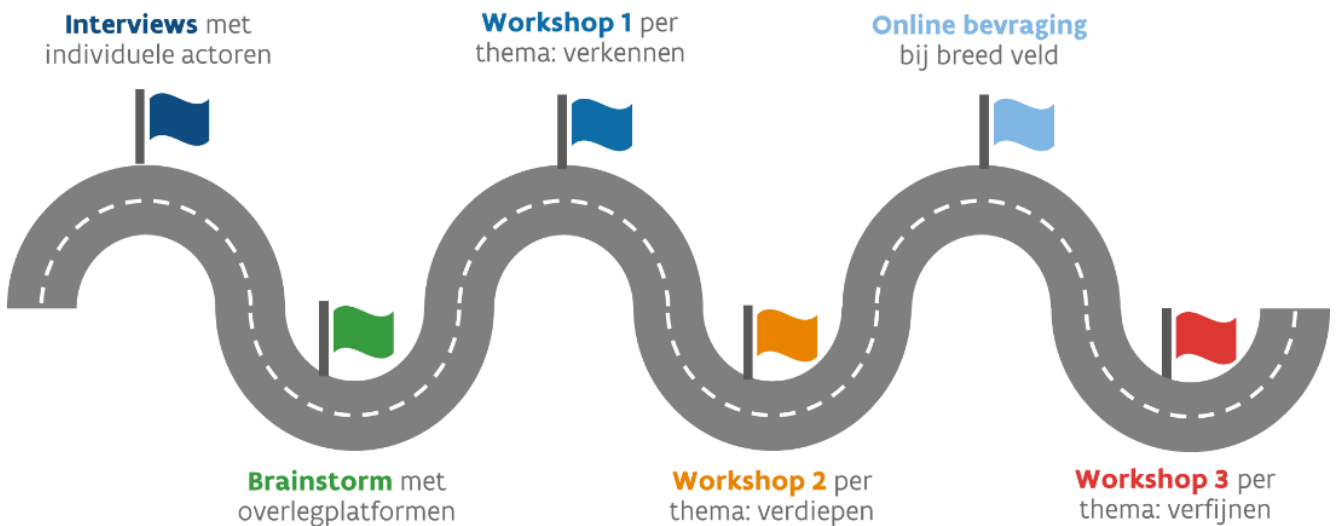 Interviews met
individuele actoren
Workshop 1 per
thema: verkennen
Online bevraging
bij breed veld
Brainstorm met
overlegplatformen
Workshop 2 per
thema: verdiepen
Workshop 3 per
thema: verfijnen